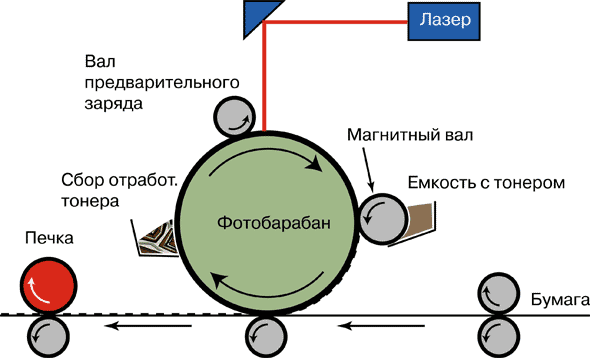 Лазер
Вал
предварительного
заряда
Магнитный вал
Сбор отработ.
тонера
Емкость с тонером
Фотобарабан
Печка
Бумага